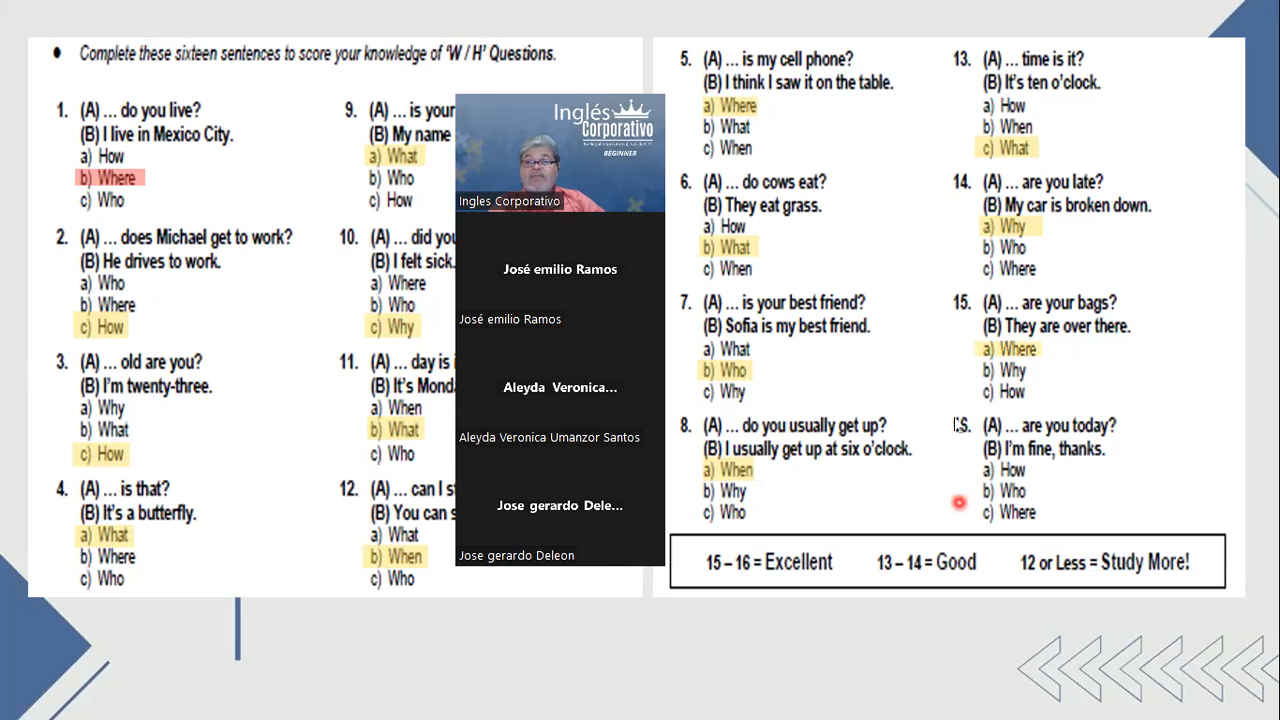 • Complete these sixteen sentences to score your knowledge of 'W / H' Questions.
1. (A) ... do you live?
(B) I live in Mexico City.
a) How
b) Where
c) Who
2. (A) ... does Michael get to work?
(B) He drives to work.
a) Who
b) Where
c) How
3. (A) ... old are you?
(B) I'm twenty-three.
a) Why
b) What
c) How
4. (A) ... is that?
(B) It's a butterfly.
a) What
b) Where
c) Who
9. (A) ... is your
(B) My name
a) What
b) Who
c) How
10. (A) ... did you
(B) I felt sick.
a) Where
b) Who
c) Why
11. (A) ... day is
(B) It's Mond
a) When
b) What
c) Who
12. (A) ... can I s
(B) You can s
a) What
b) When
c) Who
Inglés
Corporativo
BEGINNER
Ingles Corporativo
José emilio Ramos
José emilio Ramos
Aleyda Veronica...
Aleyda Veronica Umanzor Santos
Jose gerardo Dele...
Jose gerardo Deleon
5. (A) ... is my cell phone?
(B) I think I saw it on the table.
a) Where
b) What
c) When
6. (A) ... do cows eat?
(B) They eat grass.
a) How
b) What
c) When
7. (A) ... is your best friend?
(B) Sofia is my best friend.
a) What
b) Who
c) Why
8. (A) ... do you usually get up?
(B) I usually get up at six o'clock.
a) When
b) Why
c) Who
13. (A) ... time is it?
(B) It's ten o'clock.
a) How
b) When
c) What
14. (A) ... are you late?
(B) My car is broken down.
a) Why
b) Who
c) Where
15. (A) ... are your bags?
(B) They are over there.
a) Where
b) Why
c) How
6. (A) ... are you today?
(B) I'm fine, thanks.
a) How
b) Who
c) Where
15 – 16 = Excellent 13 – 14 = Good 12 or Less = Study More!